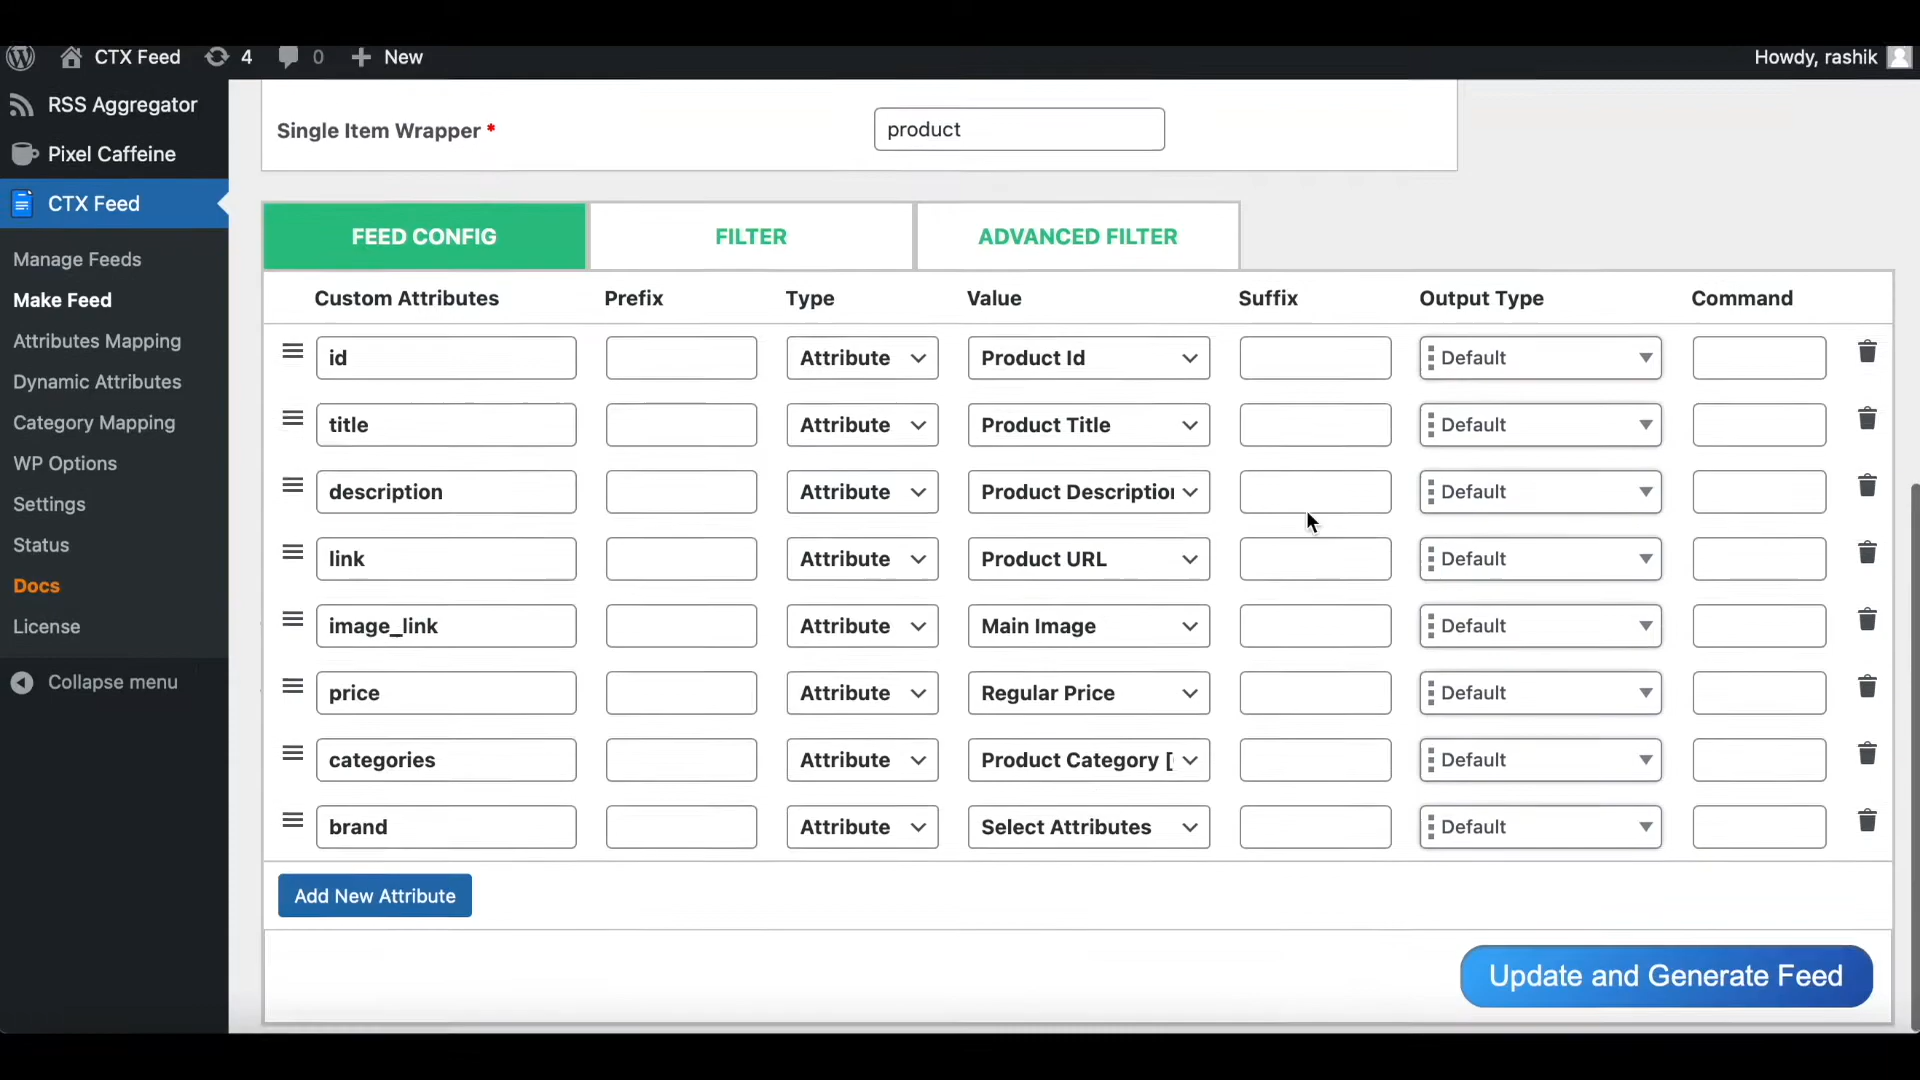 CTX Feed 4 0 New Howdy, rashik
RSS Aggregator
Pixel Caffeine
CTX Feed
Manage Feeds
Make Feed
Attributes Mapping
Dynamic Attributes
Category Mapping
WP Options
Settings
Status
Docs
License
Collapse menu
Single Item Wrapper * product
FEED CONFIG FILTER ADVANCED FILTER
Custom Attributes Prefix Type Value Suffix Output Type Command
id Attribute Product Id Default
title Attribute Product Title Default
description Attribute Product Description Default
link Attribute Product URL Default
image_link Attribute Main Image Default
price Attribute Regular Price Default
categories Attribute Product Category [ Default
brand Attribute Select Attributes Default
Add New Attribute
Update and Generate Feed